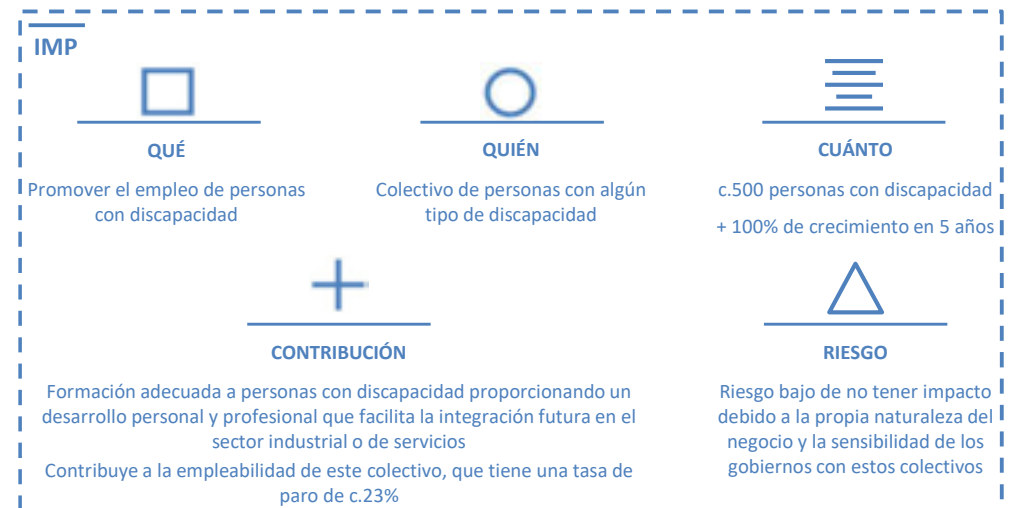 IMP
QUÉ
Promover el empleo de personas
con discapacidad
QUIÉN
Colectivo de personas con algún
tipo de discapacidad
CUÁNTO
c.500 personas con discapacidad
+ 100% de crecimiento en 5 años
CONTRIBUCIÓN
Formación adecuada a personas con discapacidad proporcionando un
desarrollo personal y profesional que facilita la integración futura en el
sector industrial o de servicios
Contribuye a la empleabilidad de este colectivo, que tiene una tasa de
paro de c.23%
RIESGO
Riesgo bajo de no tener impacto
debido a la propia naturaleza del
negocio y la sensibilidad de los
gobiernos con estos colectivos